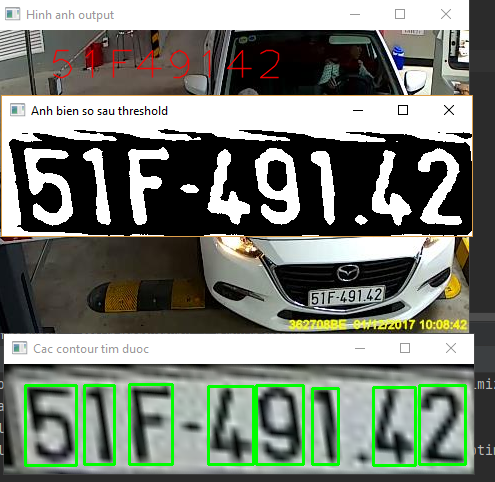 Hinh anh output
51F49142
Anh bien so sau threshold
51F-491.42
51F-491.42
362708BE 04/12/2017 10:08:42
Cac contour tim duoc
51F-491.42